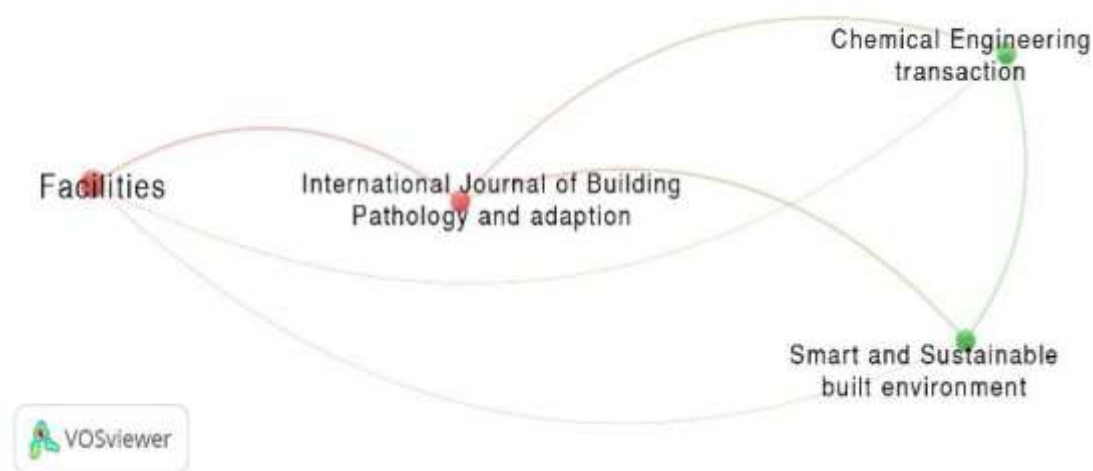 Chemical Engineering
transaction
Facilities
International Journal of Building
Pathology and adaption
Smart and Sustainable
built environment
VOSviewer